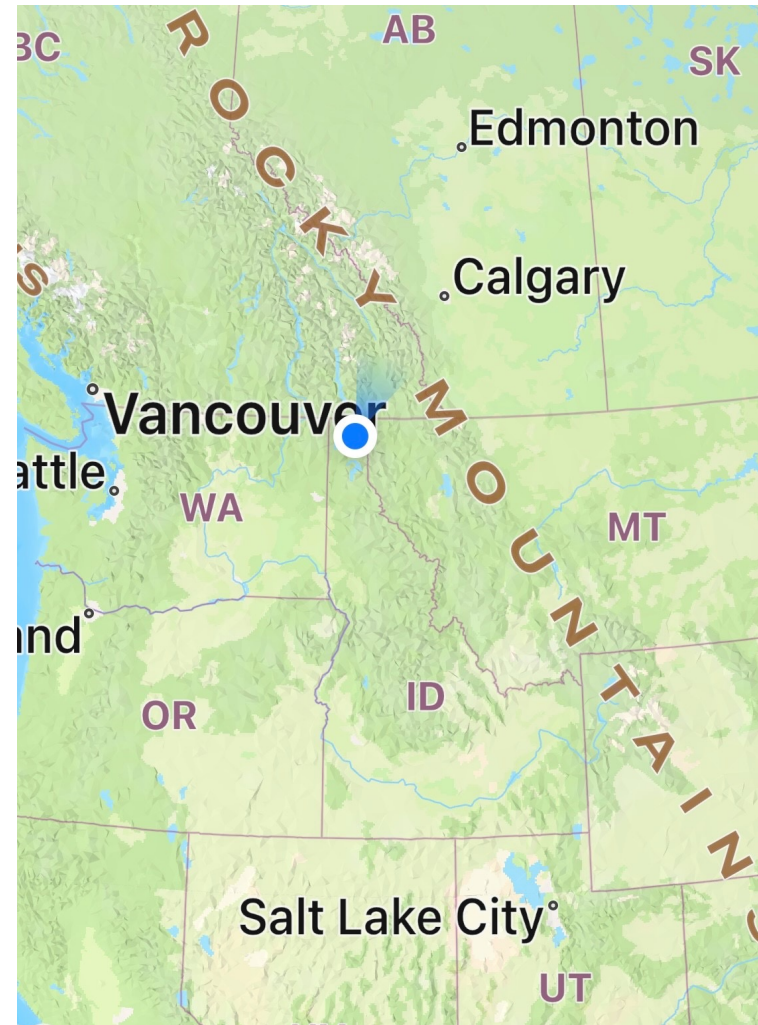 BC
AB
SK
ROCKY MOUNTAINS
Edmonton
Calgary
Vancouver
attle
WA
MT
and
OR
ID
Salt Lake City
UT